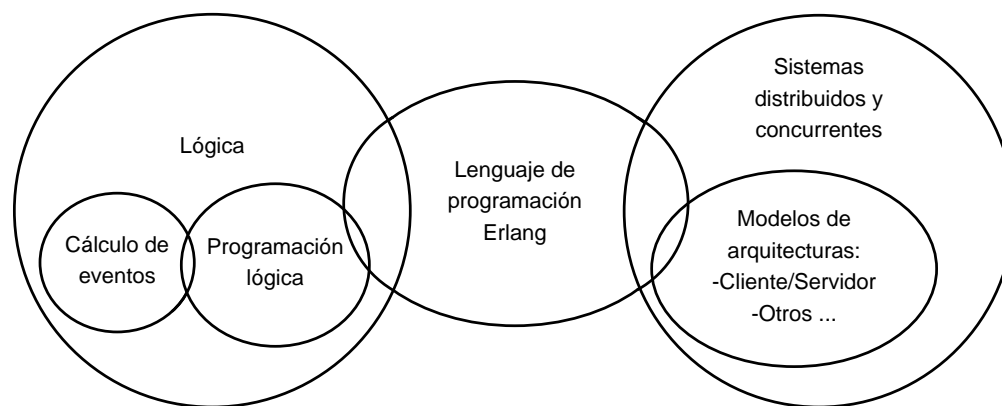 Lógica
Cálculo de
eventos
Programación
lógica
Lenguaje de
programación
Erlang
Sistemas
distribuidos y
concurrentes
Modelos de
arquitecturas:
-Cliente/Servidor
-Otros ...